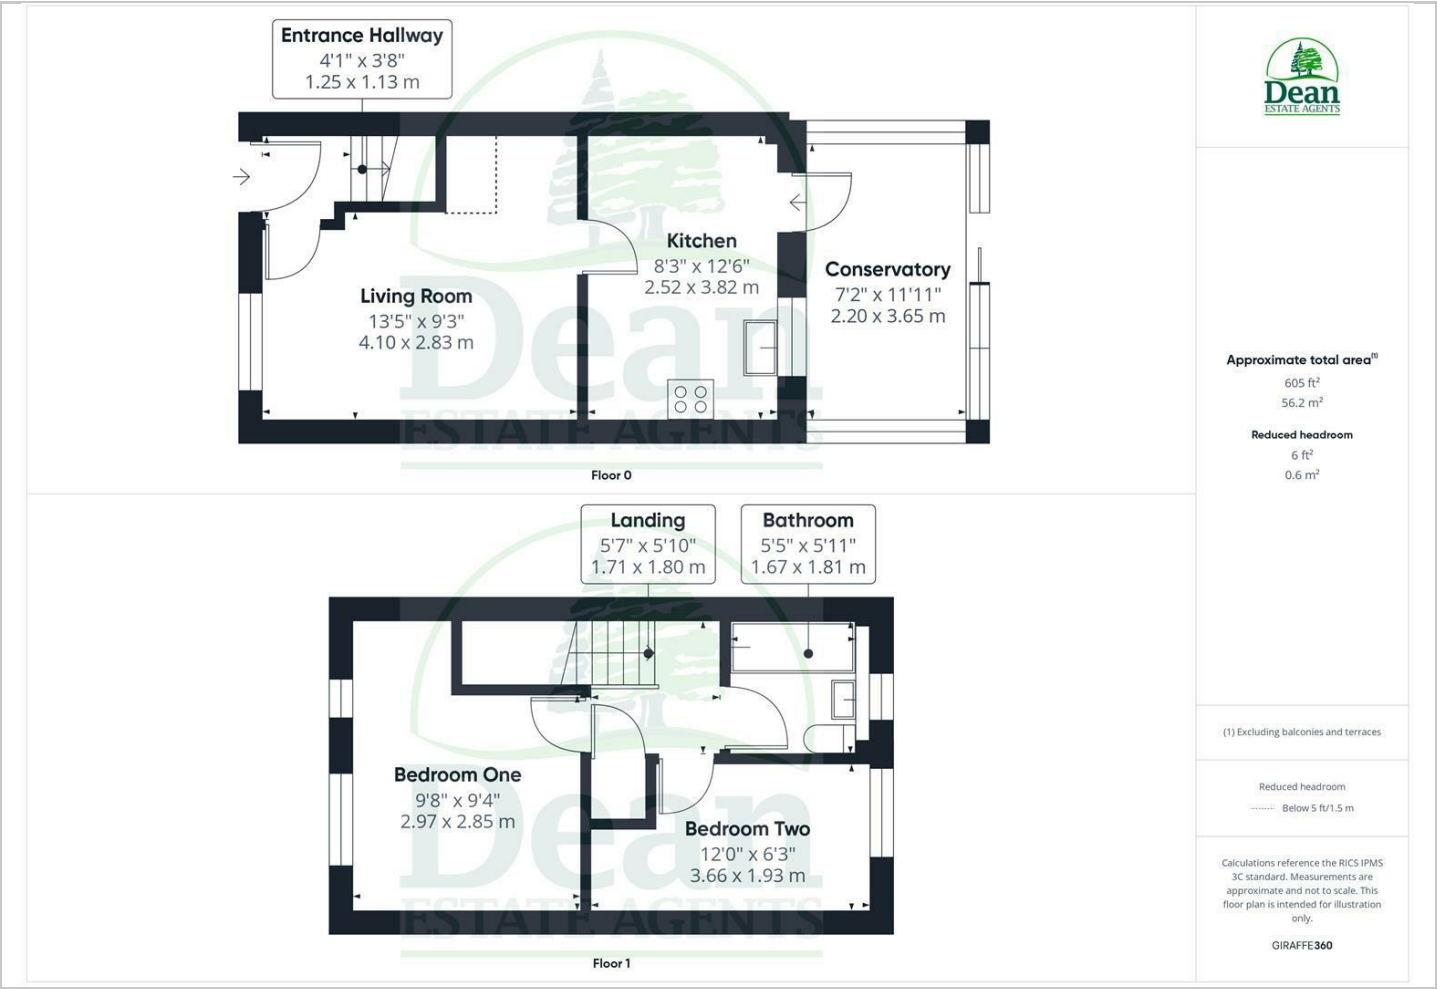 Entrance Hallway
4'1" x 3'8"
1.25 x 1.13 m
Living Room
13'5" x 9'3"
4.10 x 2.83 m
Kitchen
8'3" x 12'6"
2.52 x 3.82 m
Conservatory
7'2" x 11'11"
2.20 x 3.65 m
Dean
ESTATE AGENTS
Floor 0
Landing
5'7" x 5'10"
1.71 x 1.80 m
Bathroom
5'5" x 5'11"
1.67 x 1.81 m
Bedroom One
9'8" x 9'4"
2.97 x 2.85 m
Bedroom Two
12'0" x 6'3"
3.66 x 1.93 m
Dean
ESTATE AGENTS
Floor 1
Dean
ESTATE AGENTS
Approximate total area⁽¹⁾
605 ft²
56.2 m²
Reduced headroom
6 ft²
0.6 m²
(1) Excluding balconies and terraces
Reduced headroom
Below 5 ft/1.5 m
Calculations reference the RICS IPMS
3C standard. Measurements are
approximate and not to scale. This
floor plan is intended for illustration
only.
GIRAFFE360